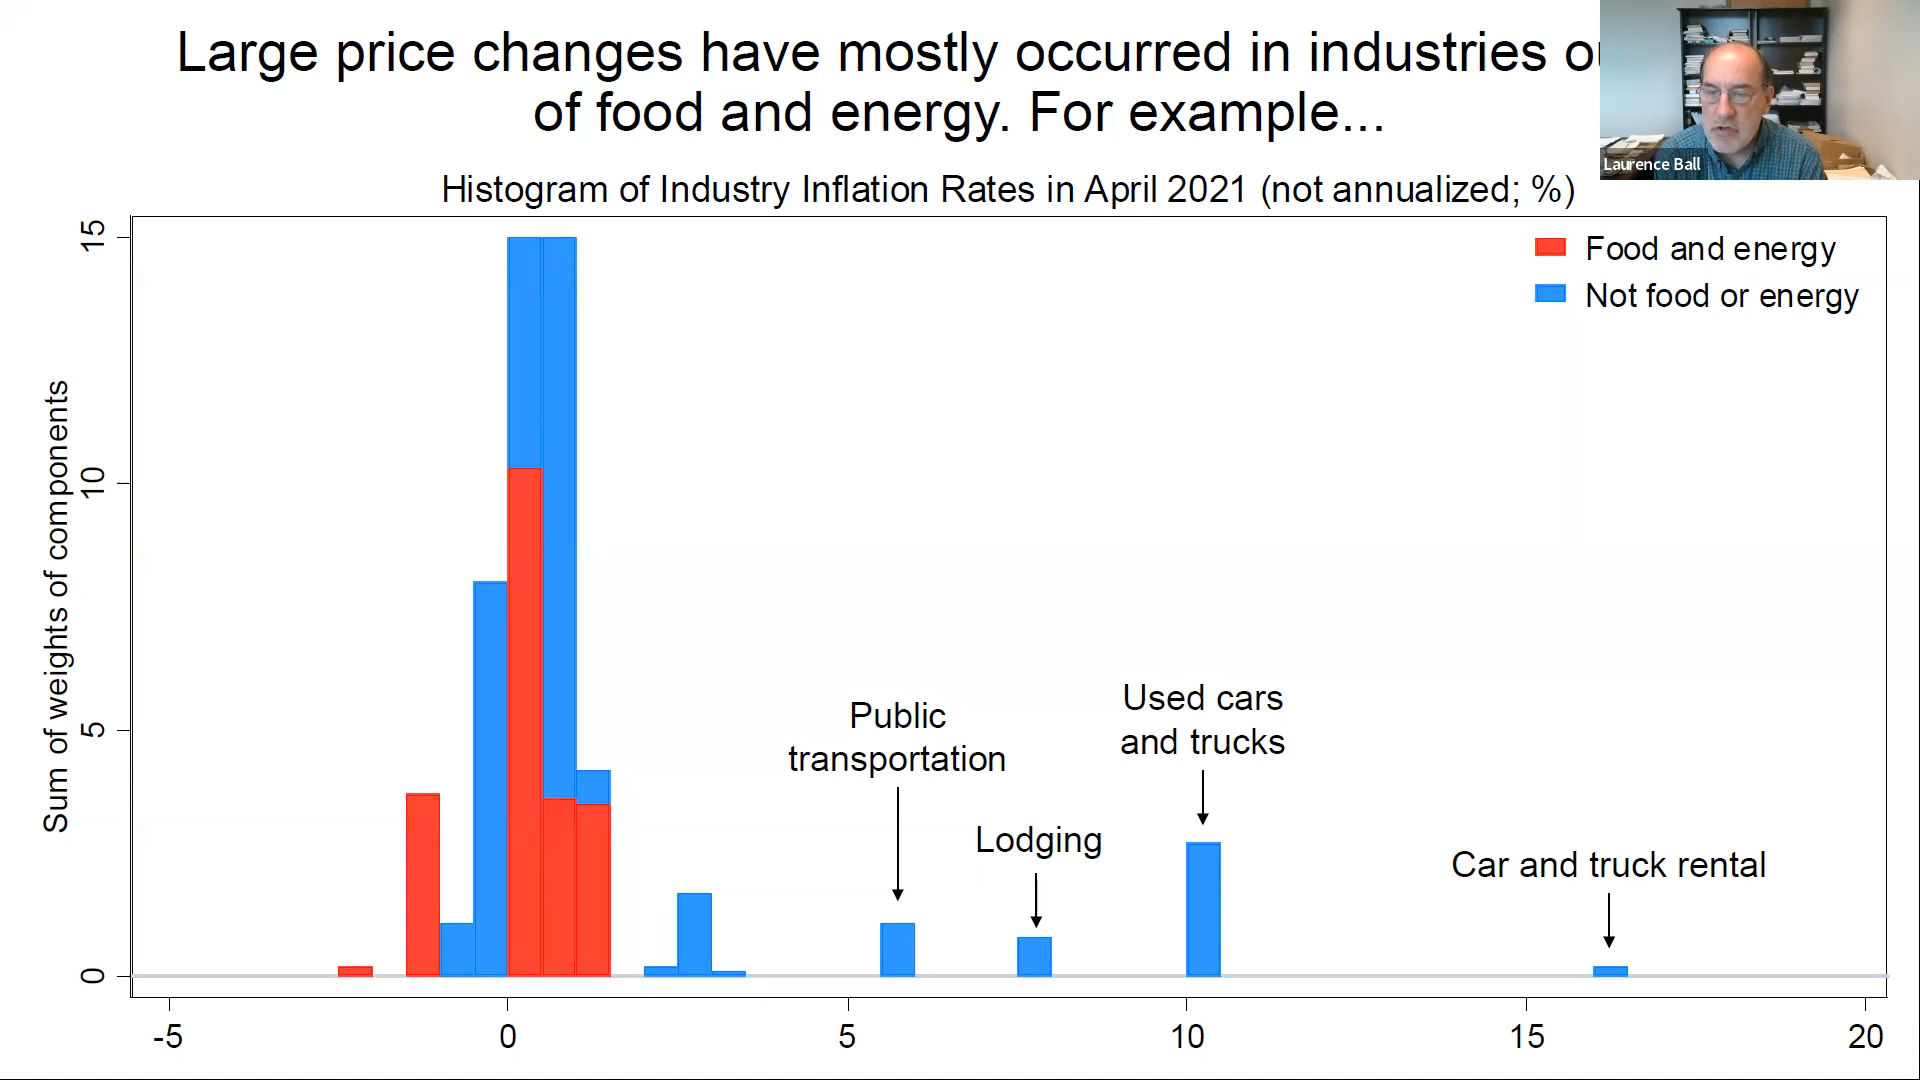 Large price changes have mostly occurred in industries
of food and energy. For example...
Laurence Ball
Histogram of Industry Inflation Rates in April 2021 (not annualized; %)
Food and energy
Not food or energy
Sum of weights of components
15
10
5
0
Public
transportation
Lodging
Used cars
and trucks
Car and truck rental
-5
0
5
10
15
20